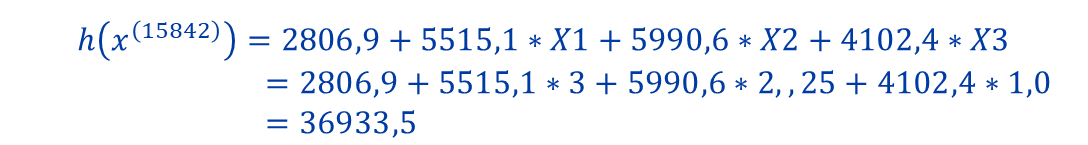 h(x^(15842)) = 2806,9 + 5515,1 ∗ X1 + 5990,6 ∗ X2 + 4102,4 ∗ X3
= 2806,9 + 5515,1 ∗ 3 + 5990,6 ∗ 2,,25 + 4102,4 ∗ 1,0
= 36933,5